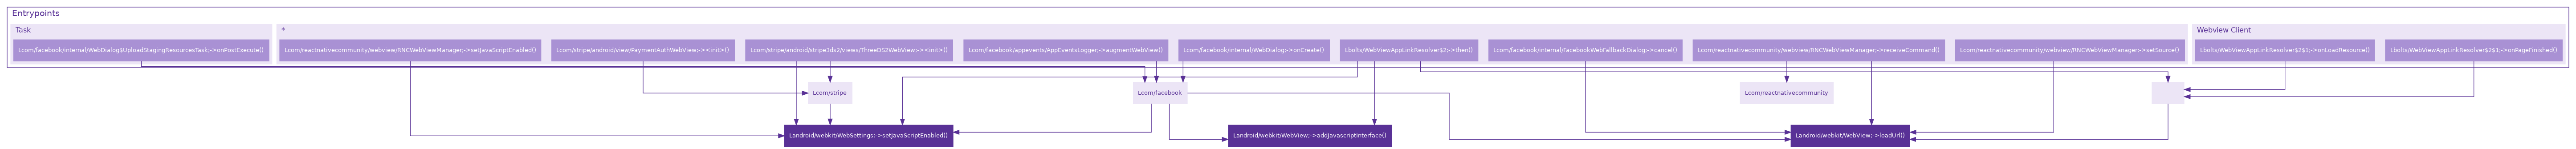 Entrypoints
Task
*
Webview Client
Lcom/facebook/internal/WebDialog$UploadStagingResourcesTask;->onPostExecute()
Lcom/reactnativecommunity/webview/RNCWebViewManager;->setJavaScriptEnabled()
Lcom/stripe/android/view/PaymentAuthWebView;-><init>()
Lcom/stripe/android/stripe3ds2/views/ThreeDS2WebView;-><init>()
Lcom/facebook/appevents/AppEventsLogger;->augmentWebView()
Lcom/facebook/internal/WebDialog;->onCreate()
Lbolts/WebViewAppLinkResolver$2;->then()
Lcom/facebook/internal/FacebookWebFallbackDialog;->cancel()
Lcom/reactnativecommunity/webview/RNCWebViewManager;->receiveCommand()
Lcom/reactnativecommunity/webview/RNCWebViewManager;->setSource()
Lbolts/WebViewAppLinkResolver$2$1;->onLoadResource()
Lbolts/WebViewAppLinkResolver$2$1;->onPageFinished()
Lcom/stripe
Lcom/facebook
Lcom/reactnativecommunity
Landroid/webkit/WebSettings;->setJavaScriptEnabled()
Landroid/webkit/WebView;->addJavascriptInterface()
Landroid/webkit/WebView;->loadUrl()